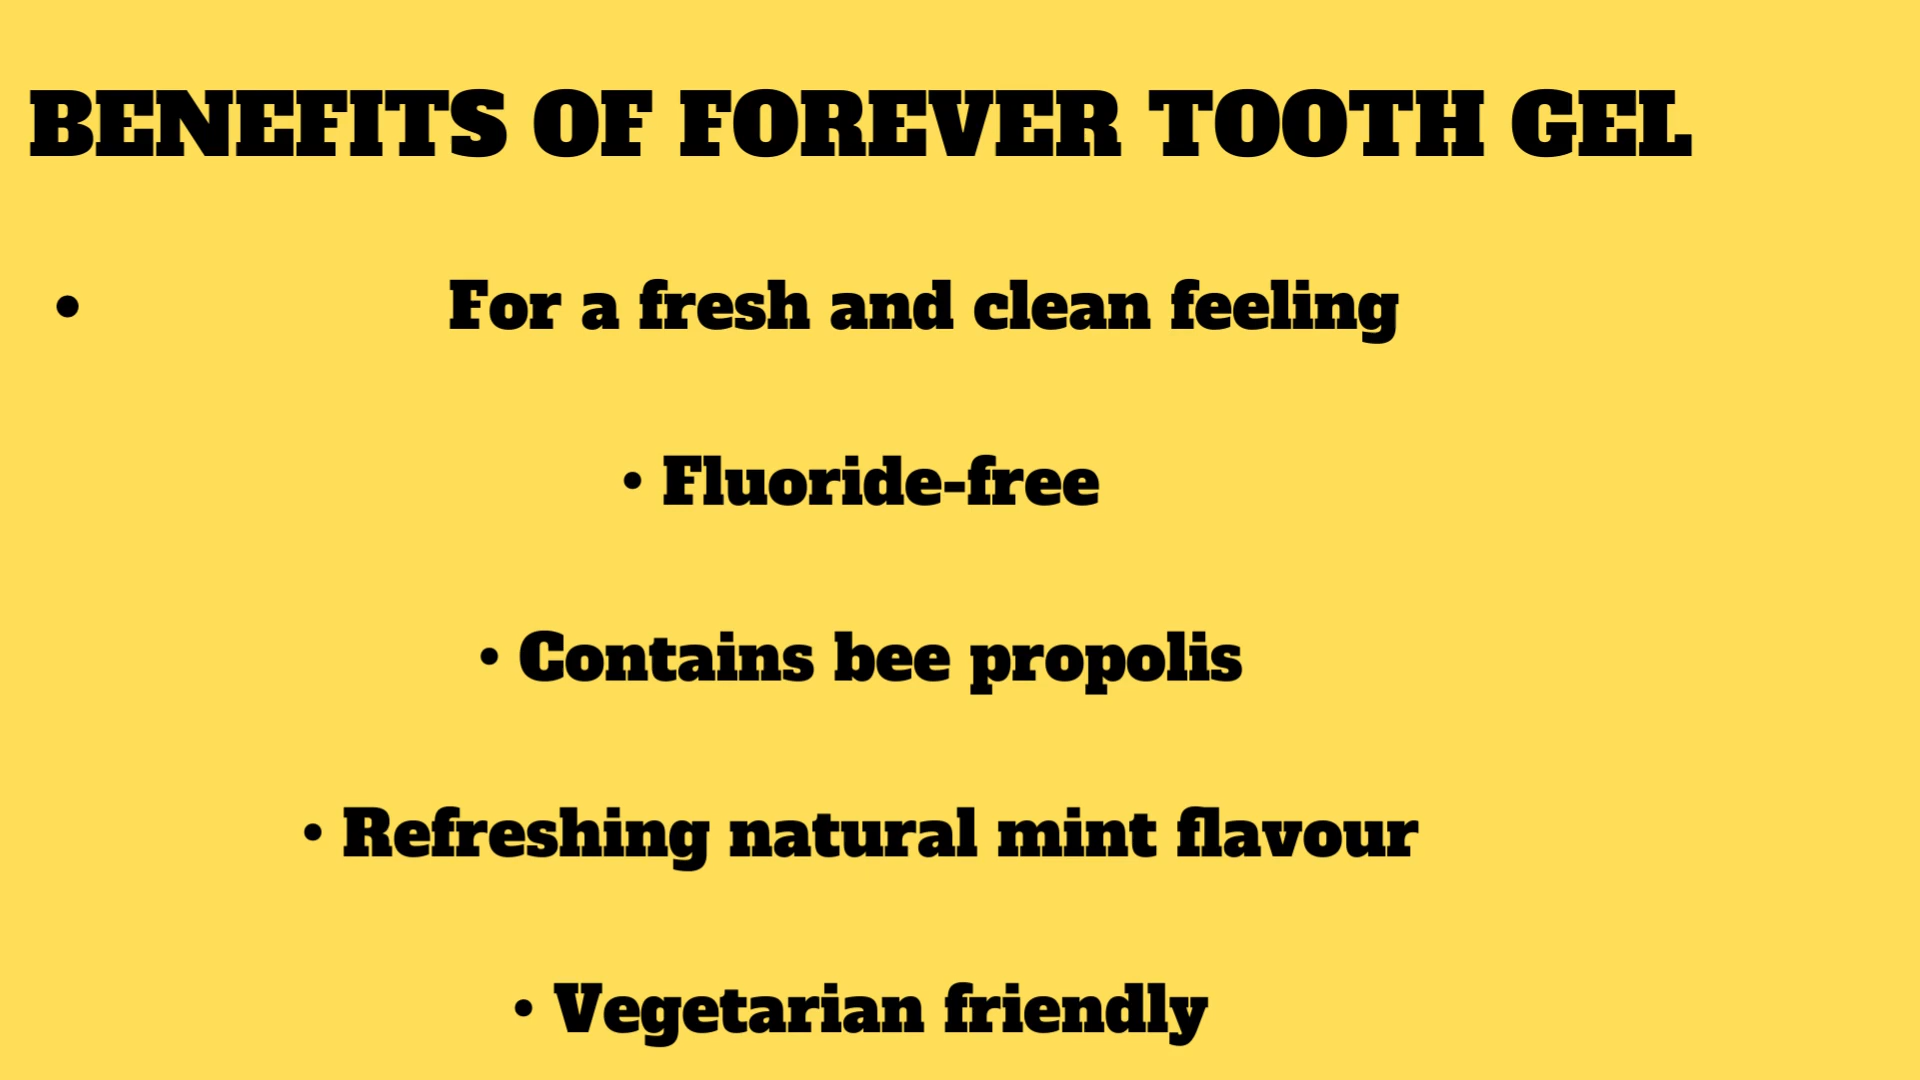 BENEFITS OF FOREVER TOOTH GEL
• For a fresh and clean feeling
• Fluoride-free
• Contains bee propolis
• Refreshing natural mint flavour
• Vegetarian friendly